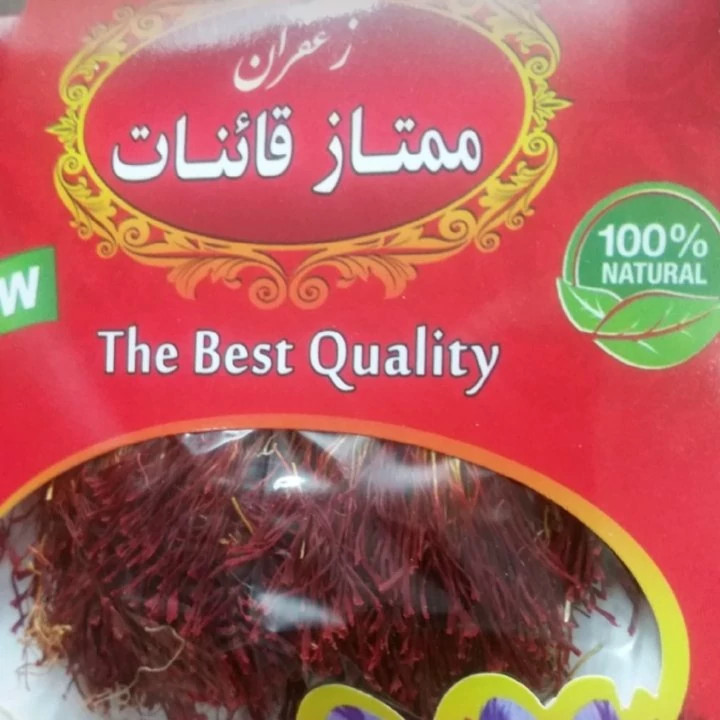 زعفران
ممتاز قائنات
100%
NATURAL
W
The Best Quality